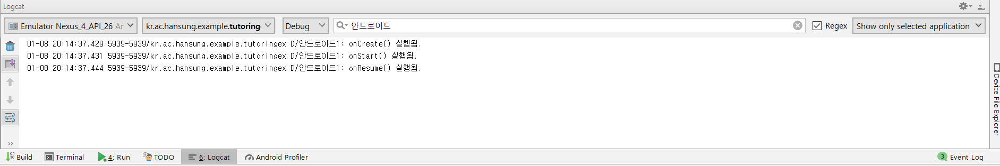 Logcat
Emulator Nexus_4_API_26 Ar kr.ac.hansung.example.tutoringe Debug 안드로이드 Regex Show only selected application
01-08 20:14:37.429 5939-5939/kr.ac.hansung.example.tutoringex D/안드로이드1: onCreate() 실행됨.
01-08 20:14:37.431 5939-5939/kr.ac.hansung.example.tutoringex D/안드로이드1: onStart() 실행됨.
01-08 20:14:37.444 5939-5939/kr.ac.hansung.example.tutoringex D/안드로이드1: onResume() 실행됨.
Device File Explorer
Build Terminal 4: Run TODO 6: Logcat Android Profiler 3 Event Log